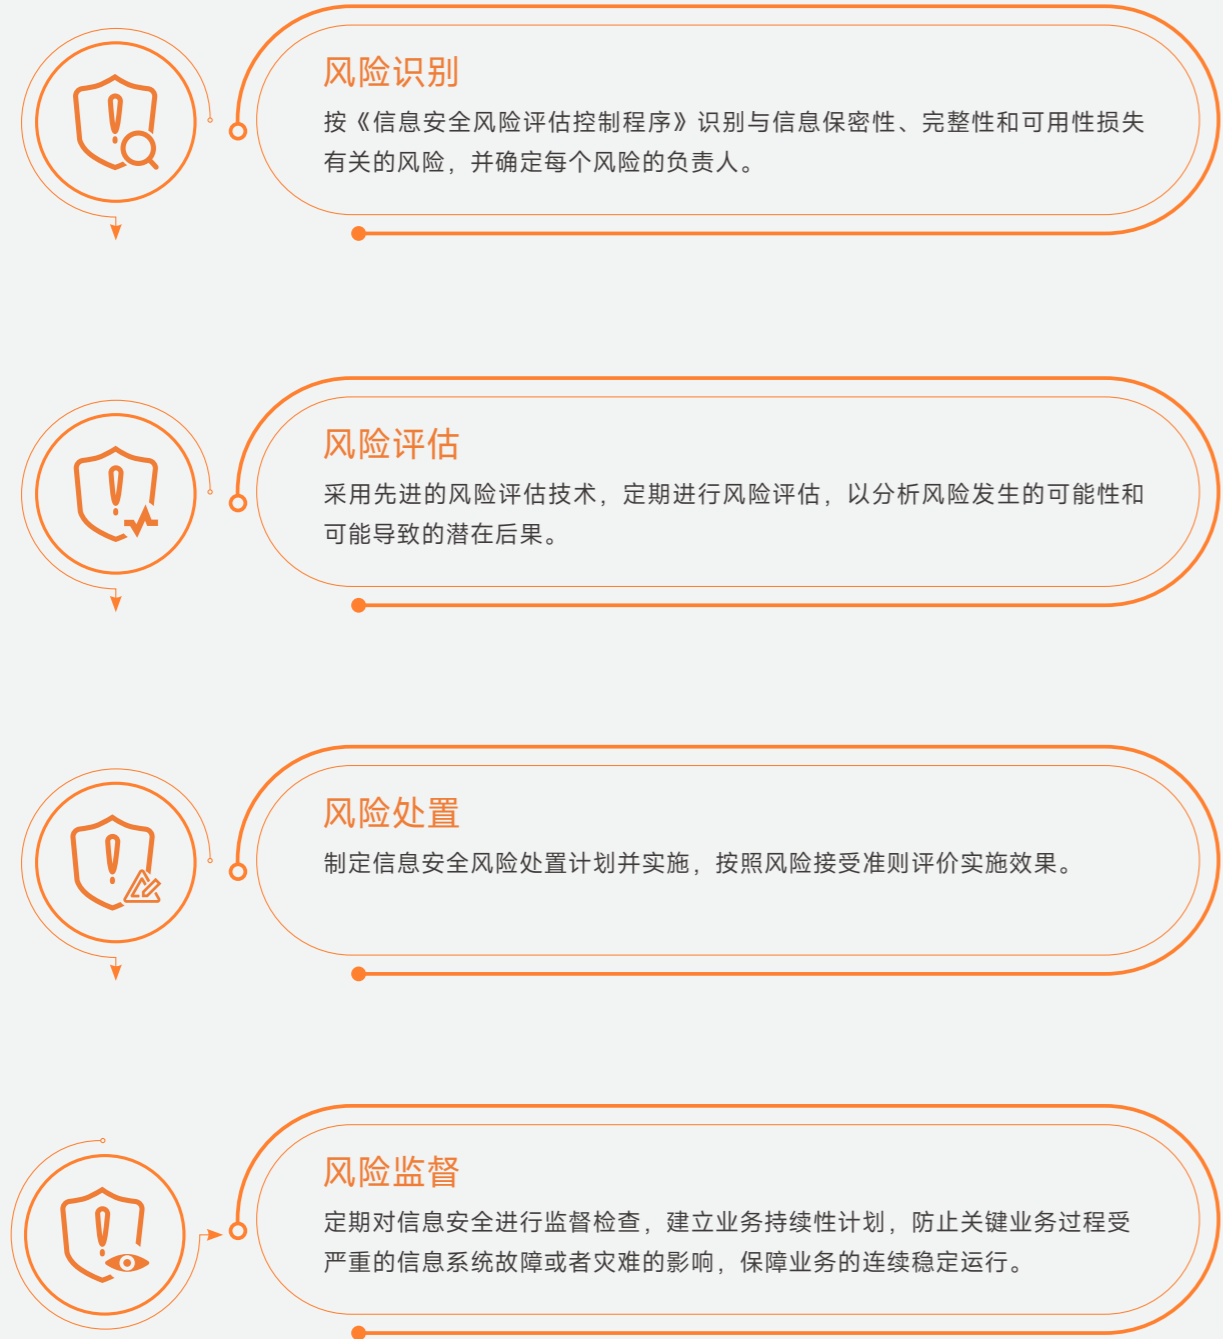 风险识别
按《信息安全风险评估控制程序》识别与信息保密性、完整性和可用性损失
有关的风险，并确定每个风险的负责人。
风险评估
采用先进的风险评估技术，定期进行风险评估，以分析风险发生的可能性和
可能导致的潜在后果。
风险处置
制定信息安全风险处置计划并实施，按照风险接受准则评价实施效果。
风险监督
定期对信息安全进行监督检查，建立业务持续性计划，防止关键业务过程受
严重的信息系统故障或者灾难的影响，保障业务的连续稳定运行。